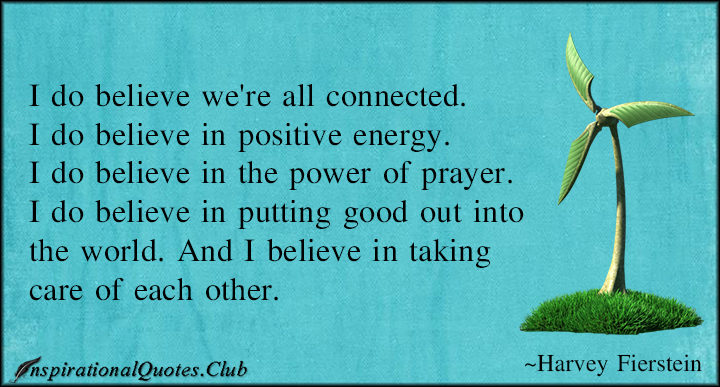 I do believe we're all connected.
I do believe in positive energy.
I do believe in the power of prayer.
I do believe in putting good out into
the world. And I believe in taking
care of each other.
~Harvey Fierstein
InspirationalQuotes.Club